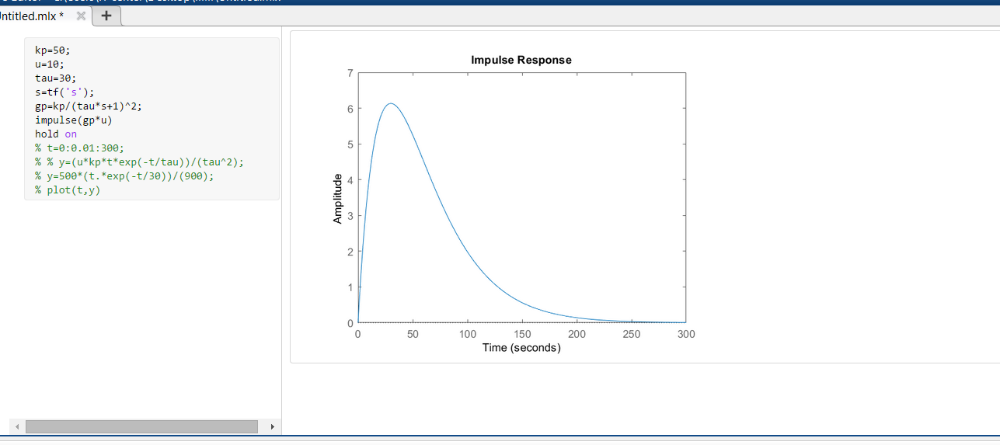 ntitled.mlx *
kp=50;
u=10;
tau=30;
s=tf('s');
gp=kp/(tau*s+1)^2;
impulse(gp*u)
hold on
% t=0:0.01:300;
% % y=(u*kp*t*exp(-t/tau))/(tau^2);
% y=500*(t.*exp(-t/30))/(900);
% plot(t,y)
Impulse Response
7
6
5
4
3
2
1
0
Amplitude
0 50 100 150 200 250 300
Time (seconds)